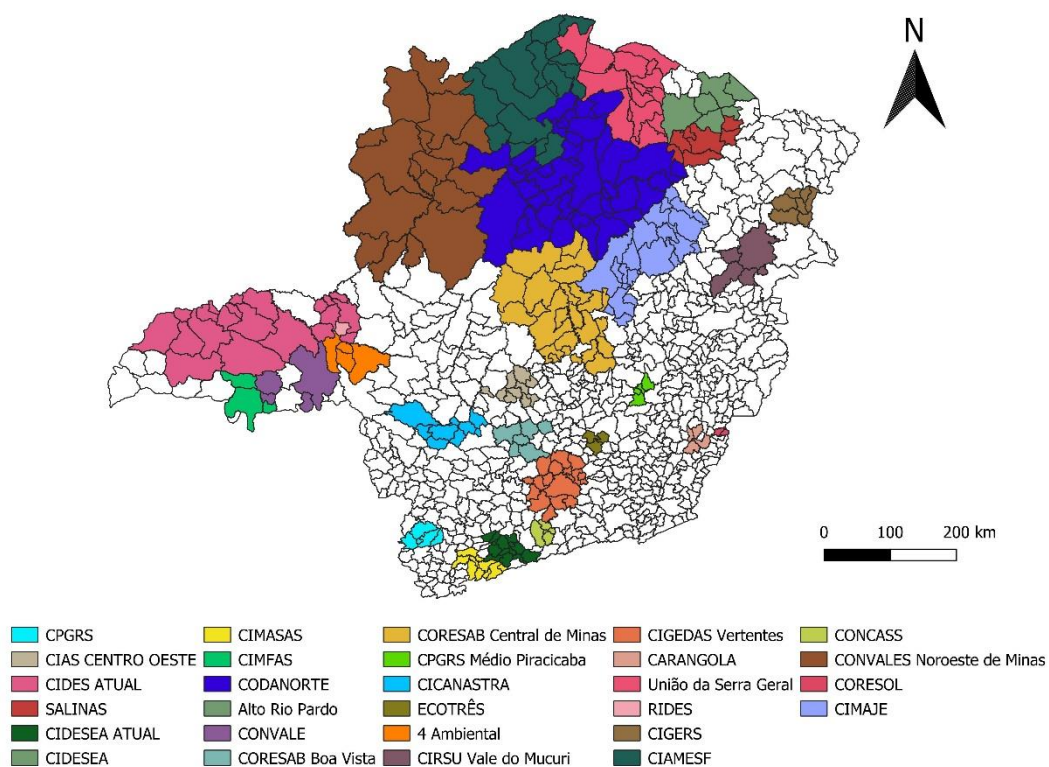 N
0 100 200 km
CPGRS CIMASAS CORESAB Central de Minas CIGEDAS Vertentes CONCASS
CIAS CENTRO OESTE CIMFAS CPGRS Médio Piracicaba CARANGOLA CONVALES Noroeste de Minas
CIDES ATUAL CODANORTE CICANASTRA União da Serra Geral CORESOL
SALINAS Alto Rio Pardo ECOTRÊS RIDES CIMAJE
CIDESEA ATUAL CONVALE 4 Ambiental CIGERS
CIDESEA CORESAB Boa Vista CIRSU Vale do Mucuri CIAMESF